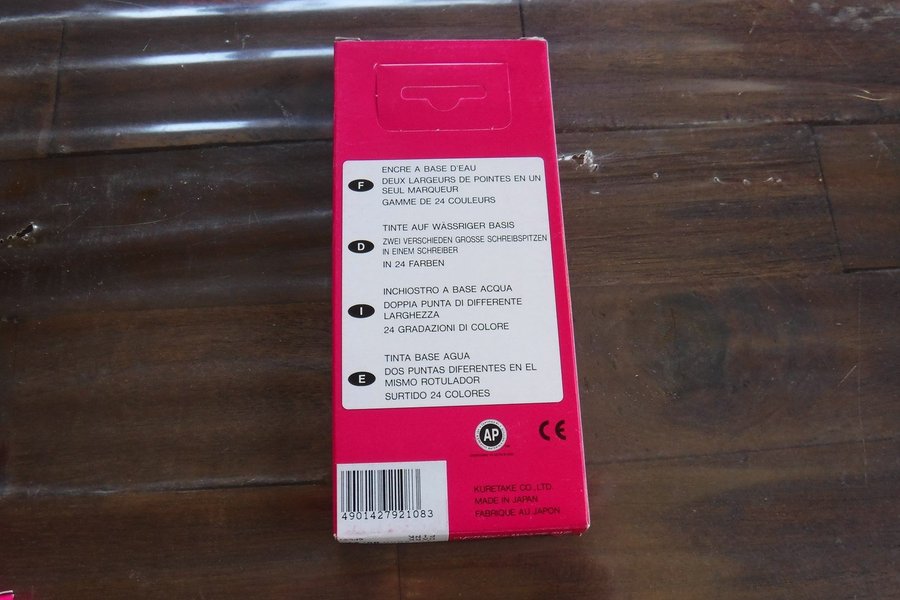 F
ENCRE A BASE D'EAU
DEUX LARGEURS DE POINTES EN UN
SEUL MARQUEUR
GAMME DE 24 COULEURS
D
TINTE AUF WÄSSRIGER BASIS
ZWEI VERSCHIEDEN GROSSE SCHREIBSPITZEN
IN EINEM SCHREIBER
IN 24 FARBEN
I
INCHIOSTRO A BASE ACQUA
DOPPIA PUNTA DI DIFFERENTE
LARGHEZZA
24 GRADAZIONI DI COLORE
E
TINTA BASE AGUA
DOS PUNTAS DIFERENTES EN EL
MISMO ROTULADOR
SURTIDO 24 COLORES
AP
CE
4901427921083
KURETAKE CO., LTD.
MADE IN JAPAN
FABRIQUE AU JAPON